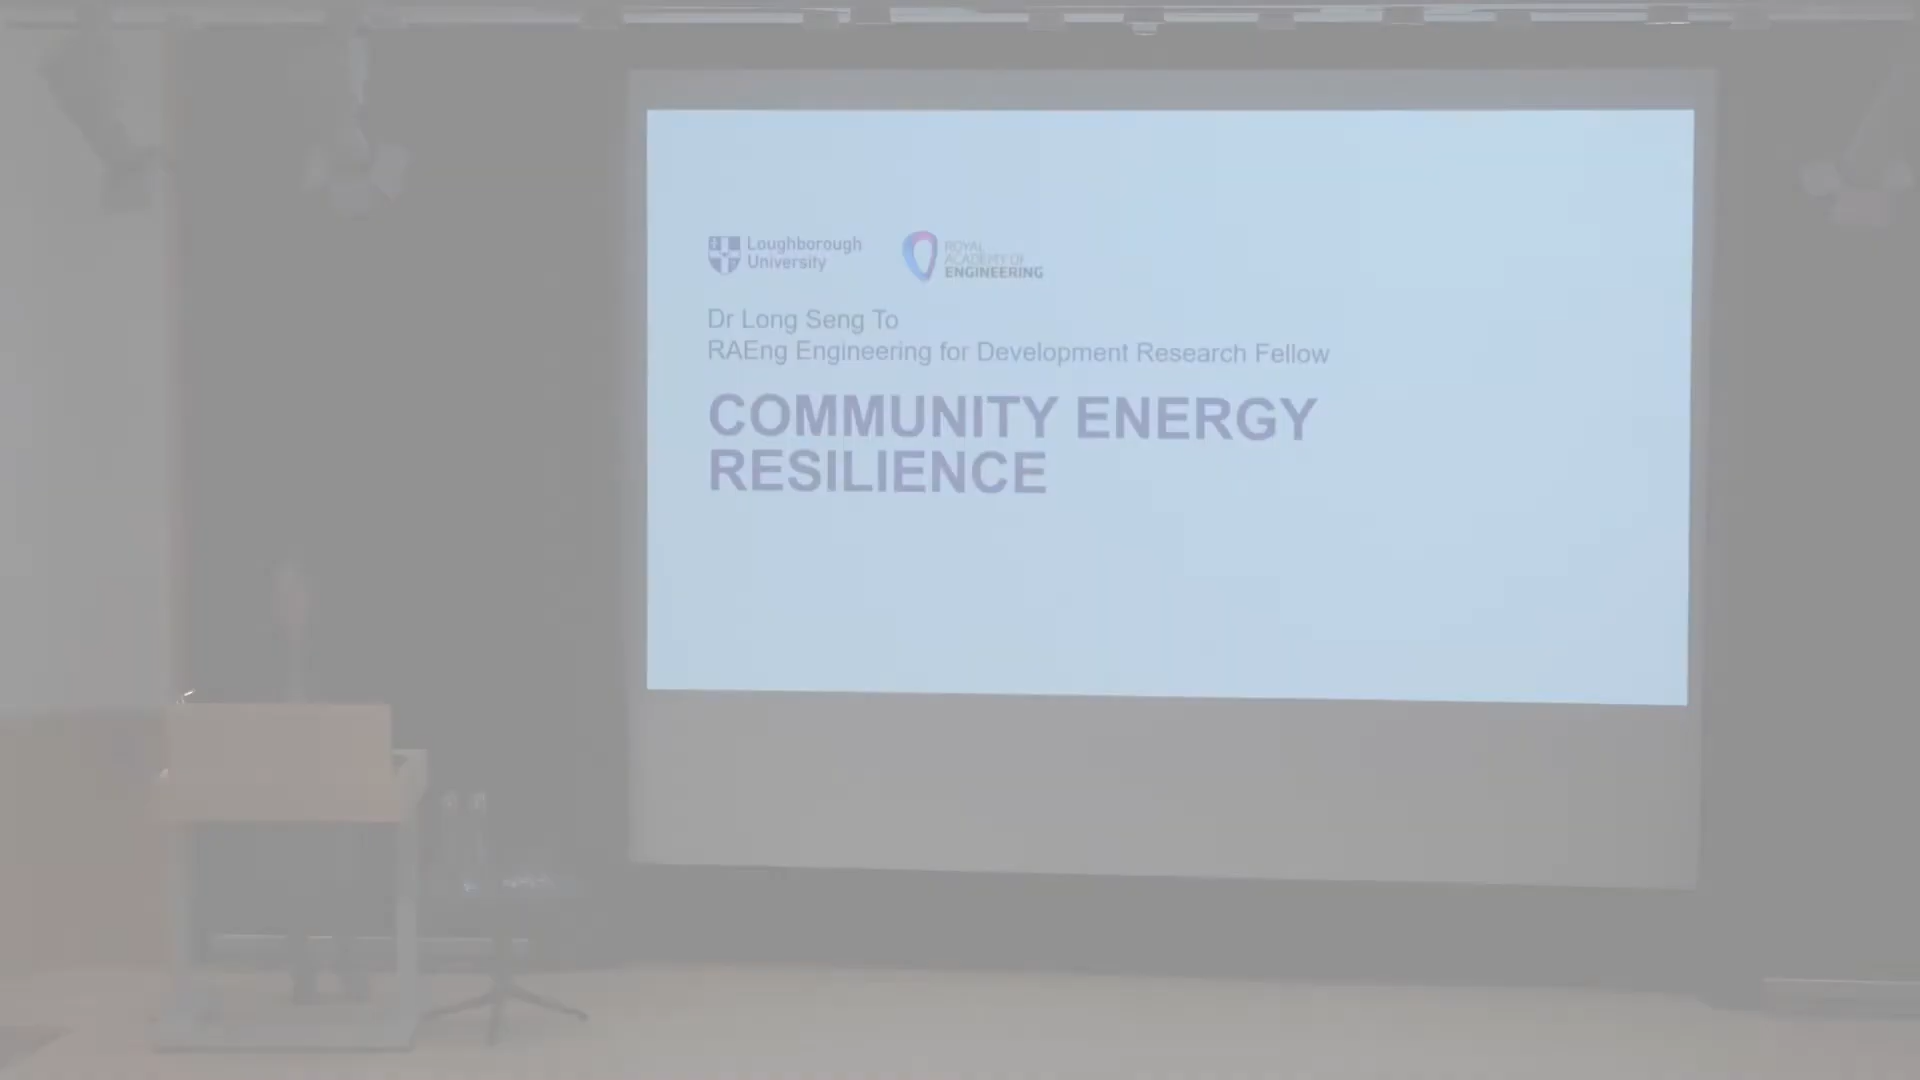 Loughborough
University
ROYAL
ACADEMY OF
ENGINEERING
Dr Long Seng To
RAEng Engineering for Development Research Fellow
COMMUNITY ENERGY
RESILIENCE